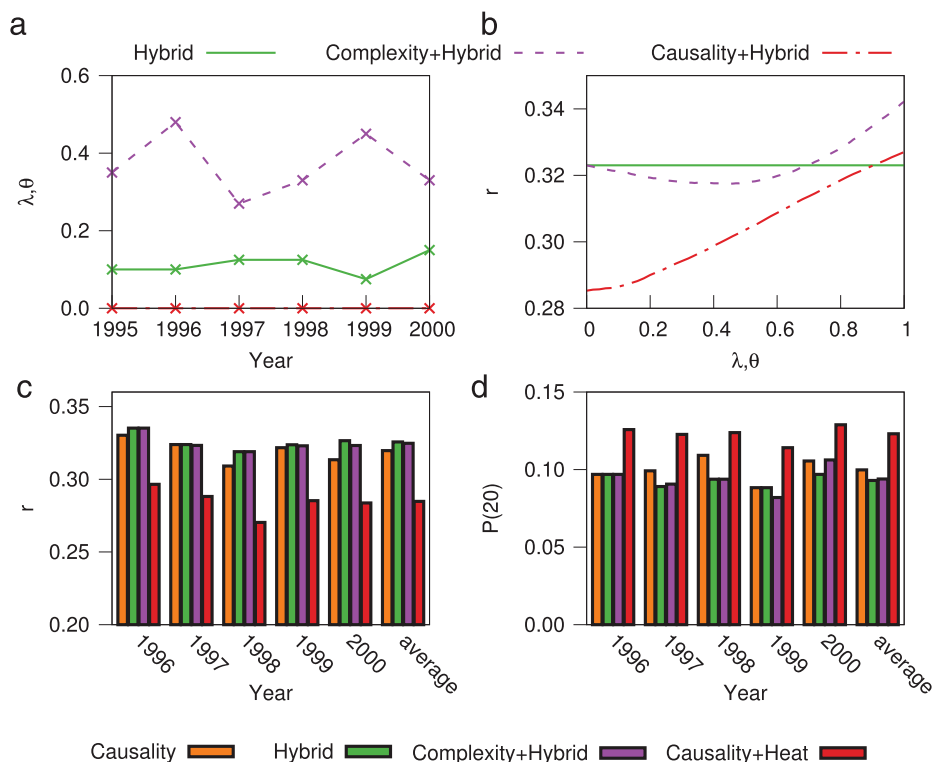 a
b
Hybrid
Complexity+Hybrid
Causality+Hybrid
0.6
0.4
0.2
0.0
λ,θ
1995 1996 1997 1998 1999 2000
Year
0.34
0.32
0.30
0.28
r
0 0.2 0.4 0.6 0.8 1
λ,θ
c
0.35
0.30
0.25
0.20
r
1996 1997 1998 1999 2000 average
Year
d
0.15
0.10
0.05
0.00
P(20)
1996 1997 1998 1999 2000 average
Year
Causality
Hybrid
Complexity+Hybrid
Causality+Heat